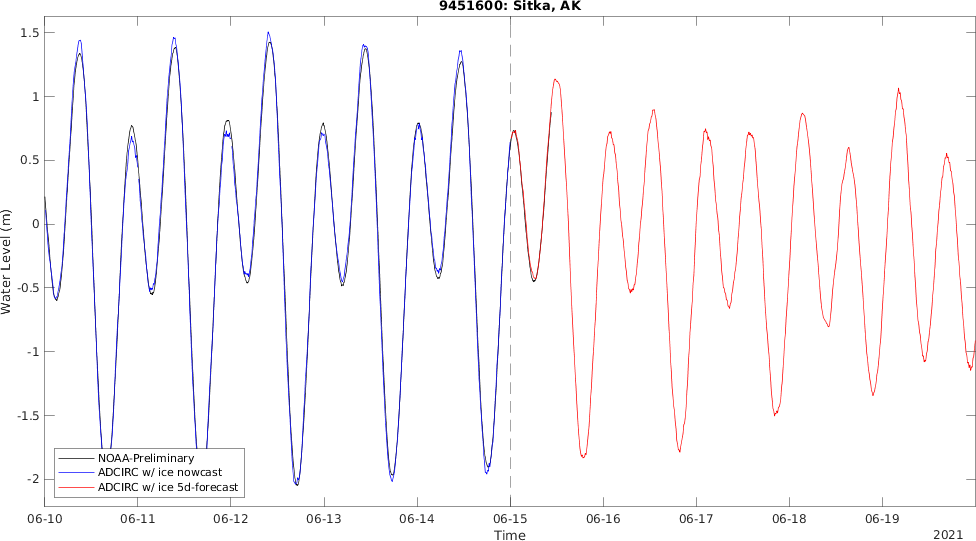 9451600: Sitka, AK
Water Level (m)
1.5
1
0.5
0
-0.5
-1
-1.5
-2
NOAA-Preliminary
ADCIRC w/ ice nowcast
ADCIRC w/ ice 5d-forecast
06-10 06-11 06-12 06-13 06-14 06-15 06-16 06-17 06-18 06-19
Time
2021